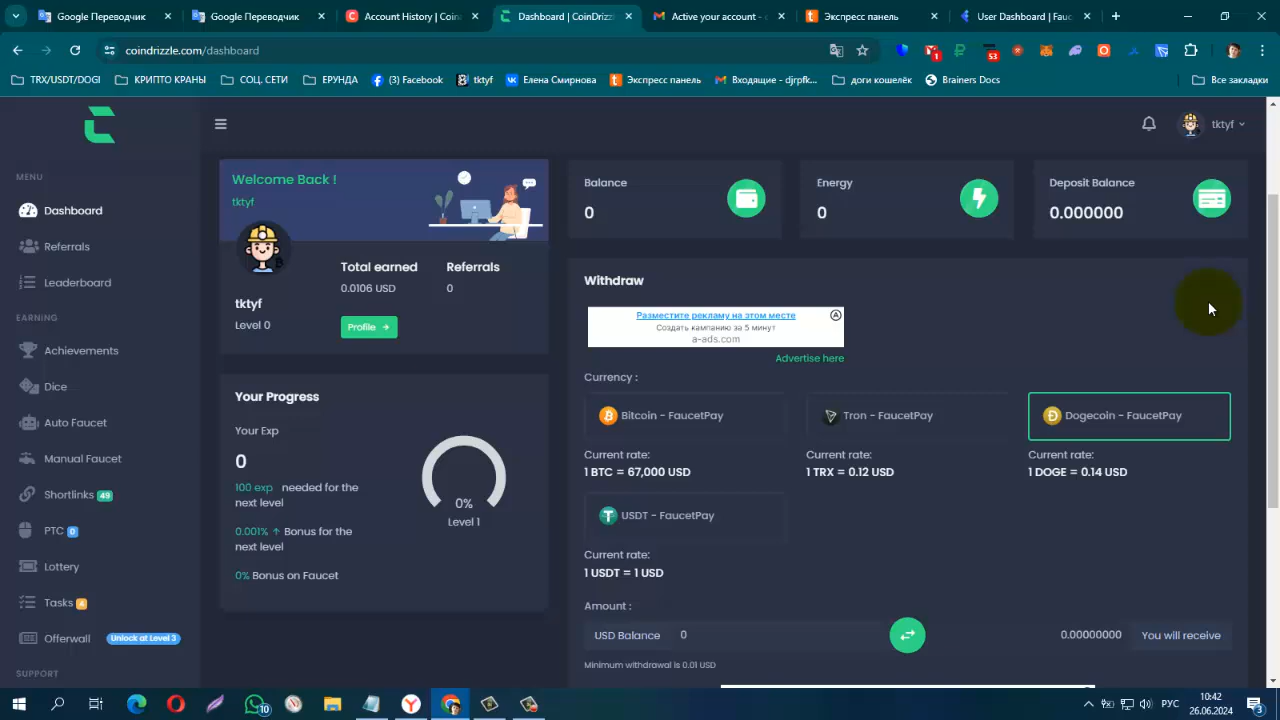 Google Переводчик
Google Переводчик
Account History | Coin
Dashboard | CoinDrizzle
Active your account - c
Экспресс панель
User Dashboard | Fauc
coindrizzle.com/dashboard
1
53
TRX/USDT/DOGI
КРИПТО КРАНЫ
СОЦ. СЕТИ
ЕРУНДА
(3) Facebook
tktyf
Елена Смирнова
Экспресс панель
Входящие - djrpfk...
доги кошелёк
Brainers Docs
Все закладки
tktyf
MENU
Dashboard
Referrals
Leaderboard
EARNING
Achievements
Dice
Auto Faucet
Manual Faucet
Shortlinks 49
PTC 0
Lottery
Tasks 4
Offerwall Unlock at Level 3
SUPPORT
Welcome Back !
tktyf
tktyf
Level 0
Total earned
0.0106 USD
Referrals
0
Profile →
Your Progress
Your Exp
0
100 exp needed for the
next level
0.001% ↑ Bonus for the
next level
0% Bonus on Faucet
0%
Level 1
Balance
0
Energy
0
Deposit Balance
0.000000
Withdraw
Разместите рекламу на этом месте
Создать кампанию за 5 минут
a-ads.com
Advertise here
Currency :
Bitcoin - FaucetPay
Current rate:
1 BTC = 67,000 USD
Tron - FaucetPay
Current rate:
1 TRX = 0.12 USD
Dogecoin - FaucetPay
Current rate:
1 DOGE = 0.14 USD
USDT - FaucetPay
Current rate:
1 USDT = 1 USD
Amount :
USD Balance 0
0.00000000 You will receive
Minimum withdrawal is 0.01 USD
10
РУС
10:42
26.06.2024
3